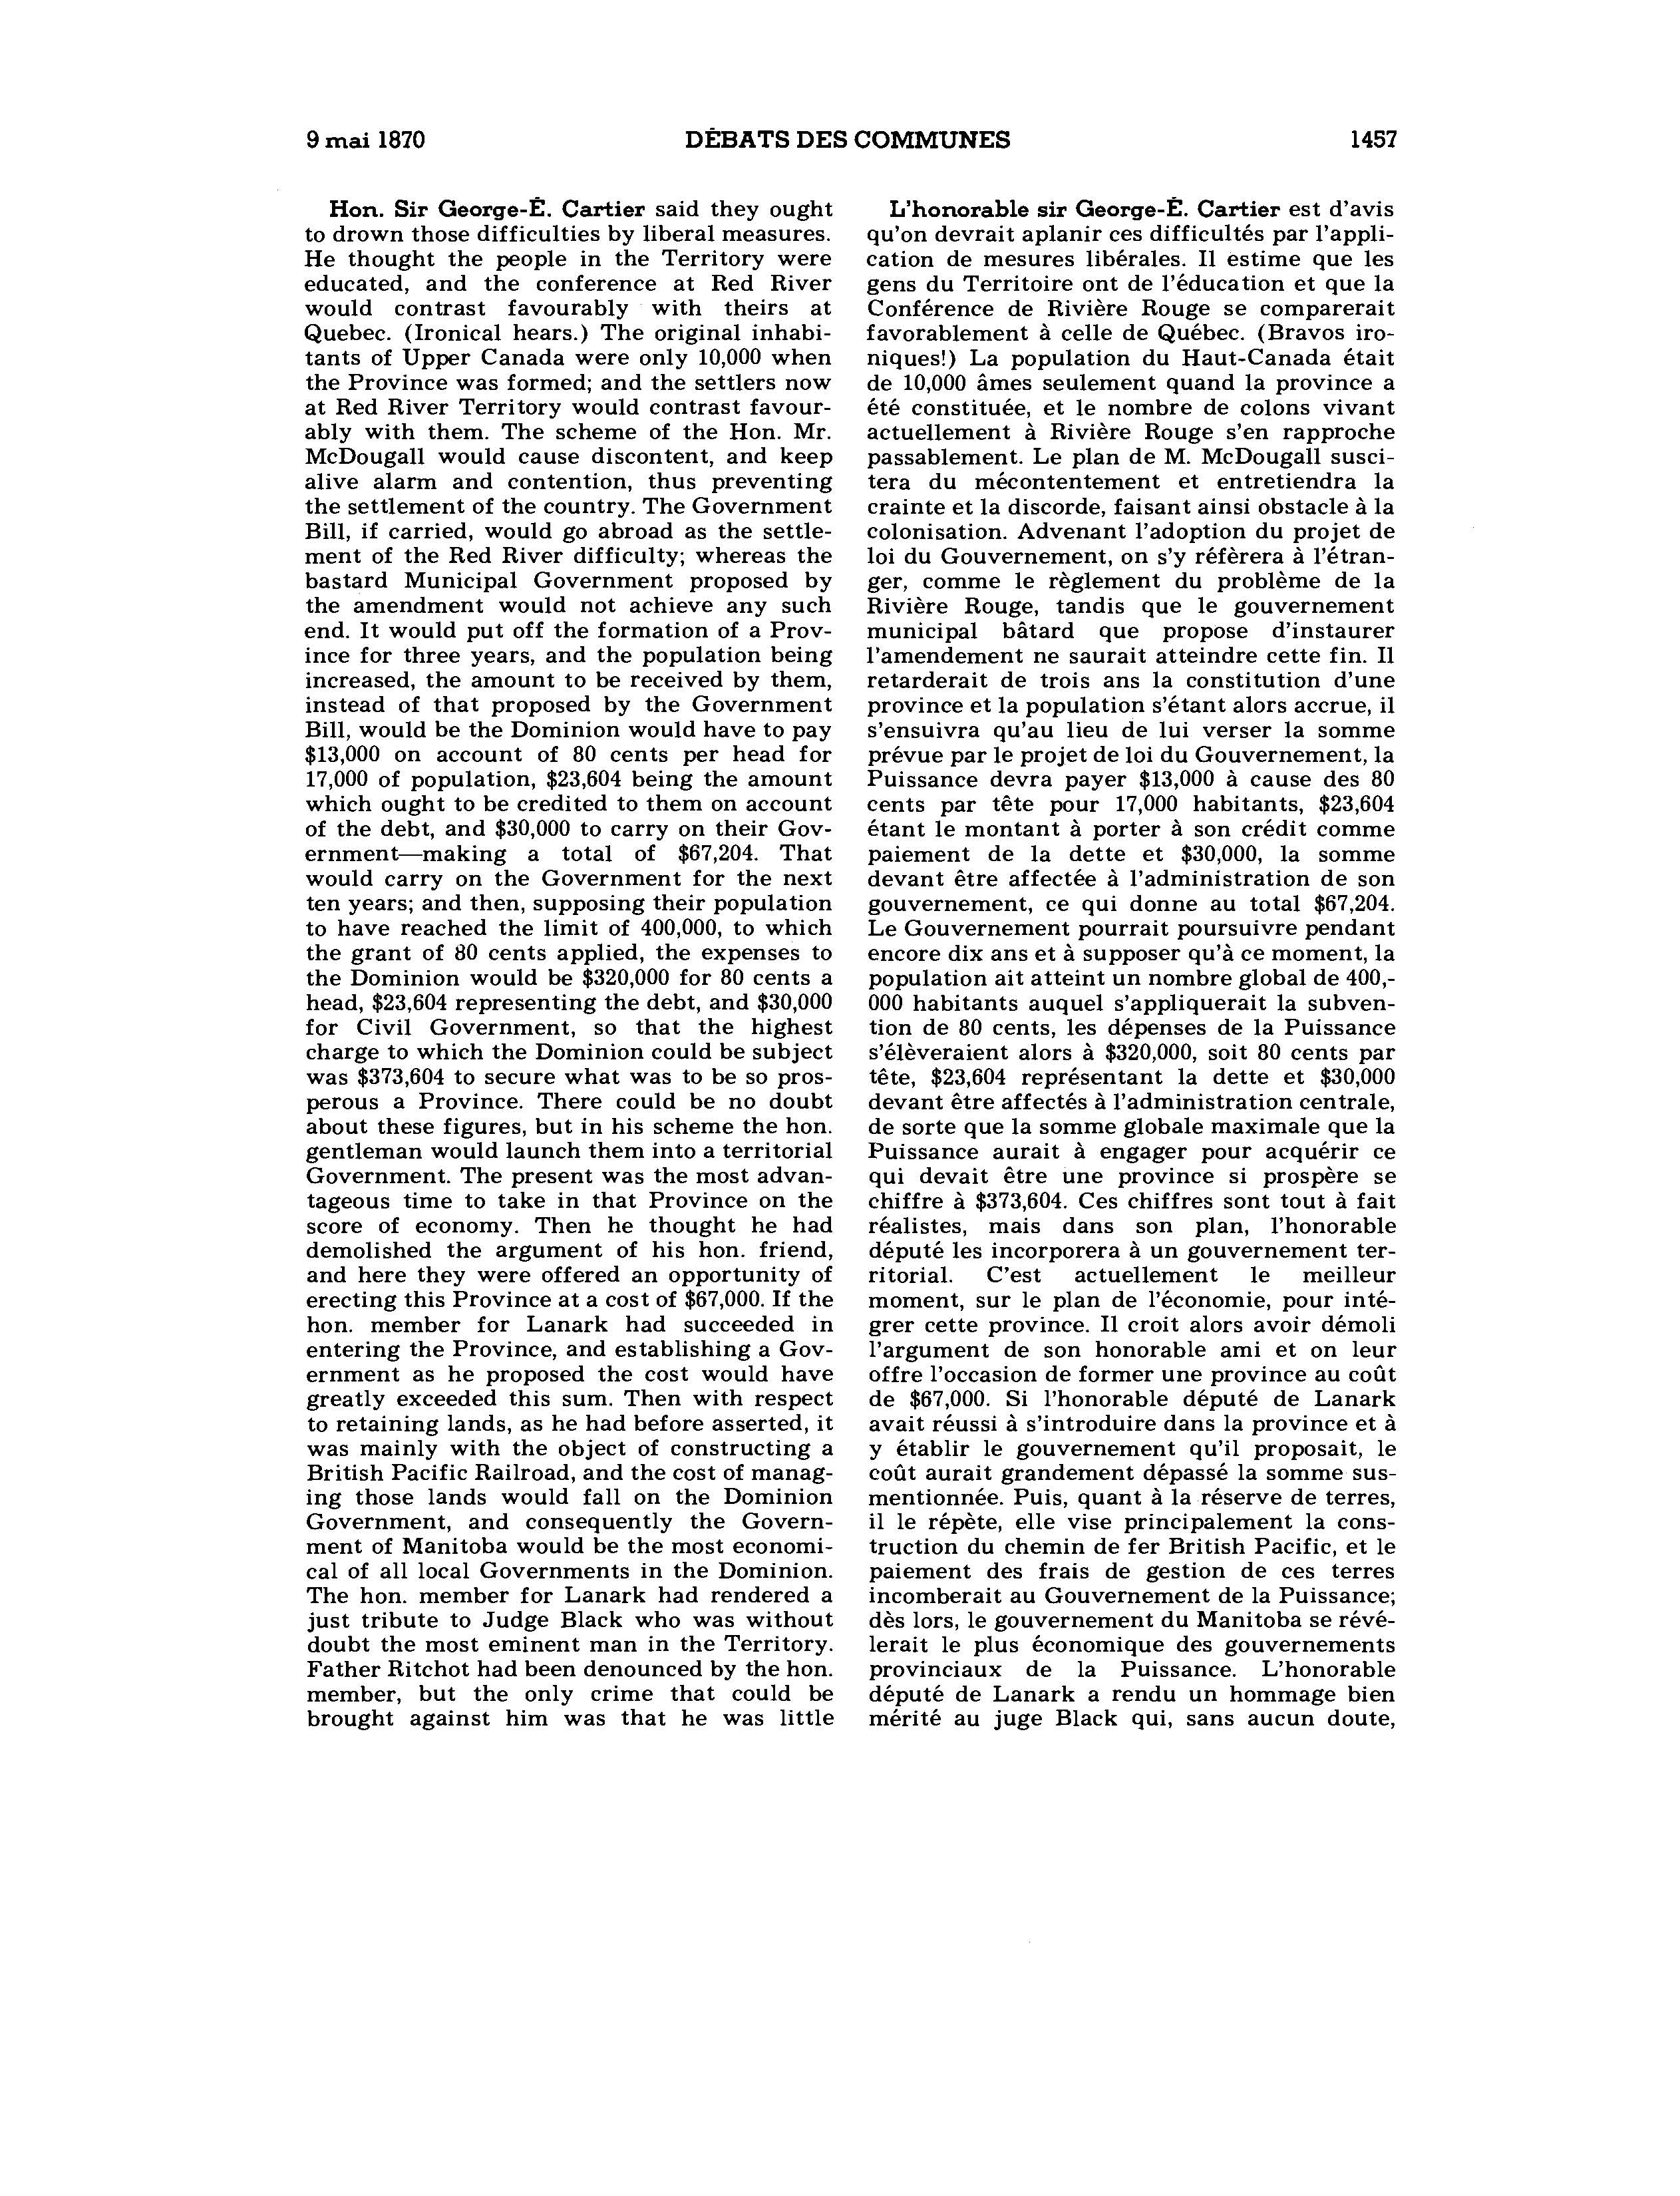 9 mai 1870
DÉBATS DES COMMUNES
1457
Hon. Sir George-É. Cartier said they ought
to drown those difficulties by liberal measures.
He thought the people in the Territory were
educated, and the conference at Red River
would contrast favourably with theirs at
Quebec. (Ironical hears.) The original inhabi-
tants of Upper Canada were only 10,000 when
the Province was formed; and the settlers now
at Red River Territory would contrast favour-
ably with them. The scheme of the Hon. Mr.
McDougall would cause discontent, and keep
alive alarm and contention, thus preventing
the settlement of the country. The Government
Bill, if carried, would go abroad as the settle-
ment of the Red River difficulty; whereas the
bastard Municipal Government proposed by
the amendment would not achieve any such
end. It would put off the formation of a Prov-
ince for three years, and the population being
increased, the amount to be received by them,
instead of that proposed by the Government
Bill, would be the Dominion would have to pay
$13,000 on account of 80 cents per head for
17,000 of population, $23,604 being the amount
which ought to be credited to them on account
of the debt, and $30,000 to carry on their Gov-
ernment—making a total of $67,204. That
would carry on the Government for the next
ten years; and then, supposing their population
to have reached the limit of 400,000, to which
the grant of 80 cents applied, the expenses to
the Dominion would be $320,000 for 80 cents a
head, $23,604 representing the debt, and $30,000
for Civil Government, so that the highest
charge to which the Dominion could be subject
was $373,604 to secure what was to be so pros-
perous a Province. There could be no doubt
about these figures, but in his scheme the hon.
gentleman would launch them into a territorial
Government. The present was the most advan-
tageous time to take in that Province on the
score of economy. Then he thought he had
demolished the argument of his hon. friend,
and here they were offered an opportunity of
erecting this Province at a cost of $67,000. If the
hon. member for Lanark had succeeded in
entering the Province, and establishing a Gov-
ernment as he proposed the cost would have
greatly exceeded this sum. Then with respect
to retaining lands, as he had before asserted, it
was mainly with the object of constructing a
British Pacific Railroad, and the cost of manag-
ing those lands would fall on the Dominion
Government, and consequently the Govern-
ment of Manitoba would be the most economi-
cal of all local Governments in the Dominion.
The hon. member for Lanark had rendered a
just tribute to Judge Black who was without
doubt the most eminent man in the Territory.
Father Ritchot had been denounced by the hon.
member, but the only crime that could be
brought against him was that he was little
L'honorable sir George-É. Cartier est d'avis
qu'on devrait aplanir ces difficultés par l'appli-
cation de mesures libérales. Il estime que les
gens du Territoire ont de l'éducation et que la
Conférence de Rivière Rouge se comparerait
favorablement à celle de Québec. (Bravos iro-
niques!) La population du Haut-Canada était
de 10,000 âmes seulement quand la province a
été constituée, et le nombre de colons vivant
actuellement à Rivière Rouge s'en rapproche
passablement. Le plan de M. McDougall susci-
tera du mécontentement et entretiendra la
crainte et la discorde, faisant ainsi obstacle à la
colonisation. Advenant l'adoption du projet de
loi du Gouvernement, on s'y référera à l'étran-
ger, comme le règlement du problème de la
Rivière Rouge, tandis que le gouvernement
municipal bâtard que propose d'instaurer
l'amendement ne saurait atteindre cette fin. Il
retarderait de trois ans la constitution d'une
province et la population s'étant alors accrue, il
s'ensuivra qu'au lieu de lui verser la somme
prévue par le projet de loi du Gouvernement, la
Puissance devra payer $13,000 à cause des 80
cents par tête pour 17,000 habitants, $23,604
étant le montant à porter à son crédit comme
paiement de la dette et $30,000, la somme
devant être affectée à l'administration de son
gouvernement, ce qui donne au total $67,204.
Le Gouvernement pourrait poursuivre pendant
encore dix ans et à supposer qu'à ce moment, la
population ait atteint un nombre global de 400,-
000 habitants auquel s'appliquerait la subven-
tion de 80 cents, les dépenses de la Puissance
s'élèveraient alors à $320,000, soit 80 cents par
tête, $23,604 représentant la dette et $30,000
devant être affectés à l'administration centrale,
de sorte que la somme globale maximale que la
Puissance aurait à engager pour acquérir ce
qui devait être une province si prospère se
chiffre à $373,604. Ces chiffres sont tout à fait
réalistes, mais dans son plan, l'honorable
député les incorporera à un gouvernement ter-
ritorial. C'est actuellement le meilleur
moment, sur le plan de l'économie, pour inté-
grer cette province. Il croit alors avoir démoli
l'argument de son honorable ami et on leur
offre l'occasion de former une province au coût
de $67,000. Si l'honorable député de Lanark
avait réussi à s'introduire dans la province et à
y établir le gouvernement qu'il proposait, le
coût aurait grandement dépassé la somme sus-
mentionnée. Puis, quant à la réserve de terres,
il le répète, elle vise principalement la cons-
truction du chemin de fer British Pacific, et le
paiement des frais de gestion de ces terres
incomberait au Gouvernement de la Puissance;
dès lors, le gouvernement du Manitoba se révé-
lerait le plus économique des gouvernements
provinciaux de la Puissance. L'honorable
député de Lanark a rendu un hommage bien
mérité au juge Black qui, sans aucun doute,